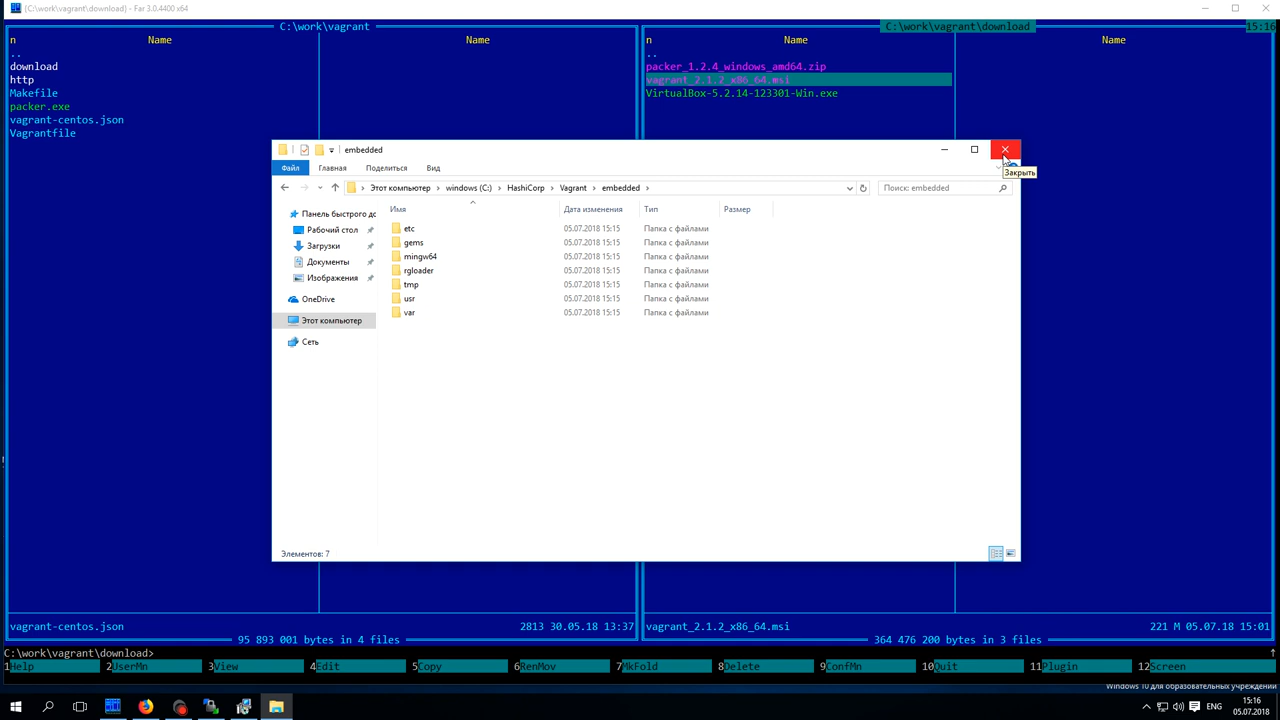 {C:\work\vagrant\download} - Far 3.0.4400 x64
C:\work\vagrant
C:\work\vagrant\download
15:16
n Name Name
n Name Name
..
download
http
Makefile
packer.exe
vagrant-centos.json
Vagrantfile
..
packer_1.2.4_windows_amd64.zip
vagrant_2.1.2_x86_64.msi
VirtualBox-5.2.14-123301-Win.exe
embedded
Закрыть
Файл Главная Поделиться Вид
Этот компьютер windows (C:) HashiCorp Vagrant embedded
Поиск: embedded
Панель быстрого до
Рабочий стол
Загрузки
Документы
Изображения
OneDrive
Этот компьютер
Сеть
Имя Дата изменения Тип Размер
etc 05.07.2018 15:15 Папка с файлами
gems 05.07.2018 15:15 Папка с файлами
mingw64 05.07.2018 15:15 Папка с файлами
rgloader 05.07.2018 15:15 Папка с файлами
tmp 05.07.2018 15:15 Папка с файлами
usr 05.07.2018 15:15 Папка с файлами
var 05.07.2018 15:15 Папка с файлами
Элементов: 7
vagrant-centos.json 2813 30.05.18 13:37
95 893 001 bytes in 4 files
vagrant_2.1.2_x86_64.msi 221 M 05.07.18 15:01
364 476 200 bytes in 3 files
C:\work\vagrant\download>
1Help 2UserMn 3View 4Edit 5Copy 6RenMov 7MkFold 8Delete 9ConfMn 10Quit 11Plugin 12Screen
Windows 10 для образовательных учреждений
ENG
15:16
05.07.2018